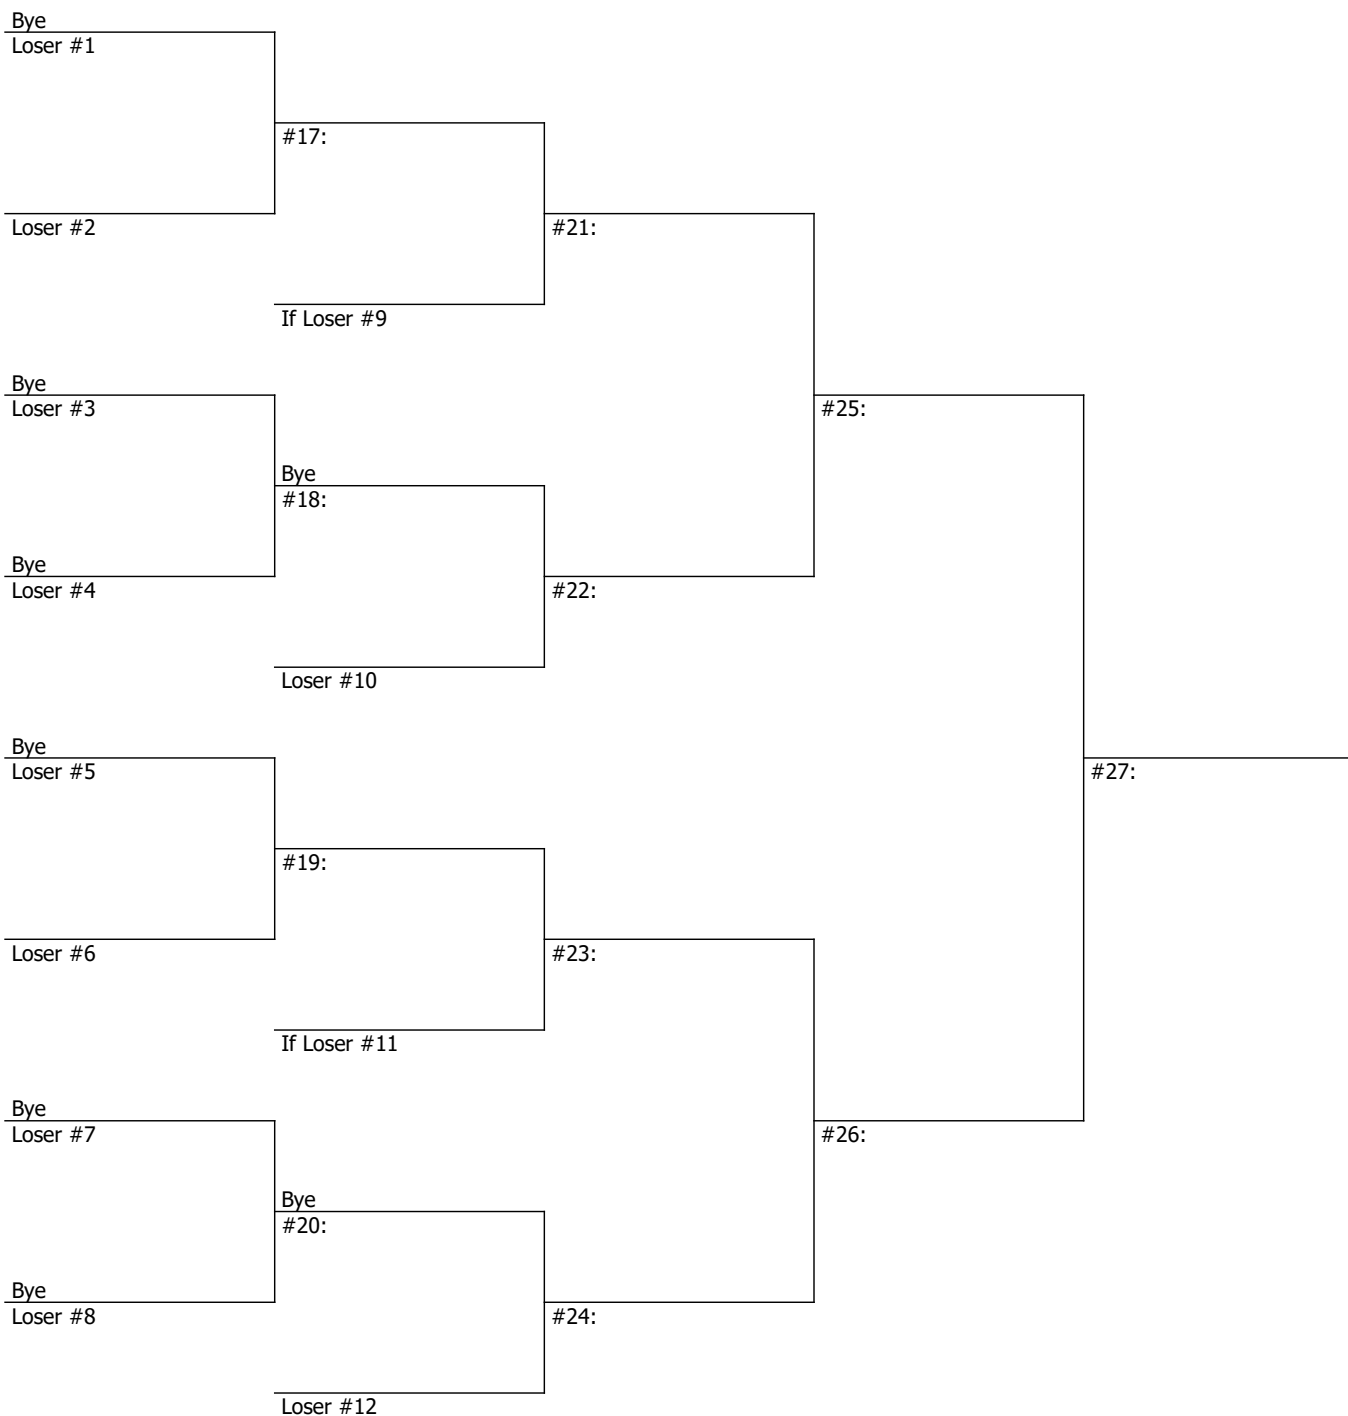 Bye
Loser #1
#17:
Loser #2
#21:
If Loser #9
Bye
Loser #3
#25:
Bye
#18:
Bye
Loser #4
#22:
Loser #10
Bye
Loser #5
#27:
#19:
Loser #6
#23:
If Loser #11
Bye
Loser #7
#26:
Bye
#20:
Bye
Loser #8
#24:
Loser #12